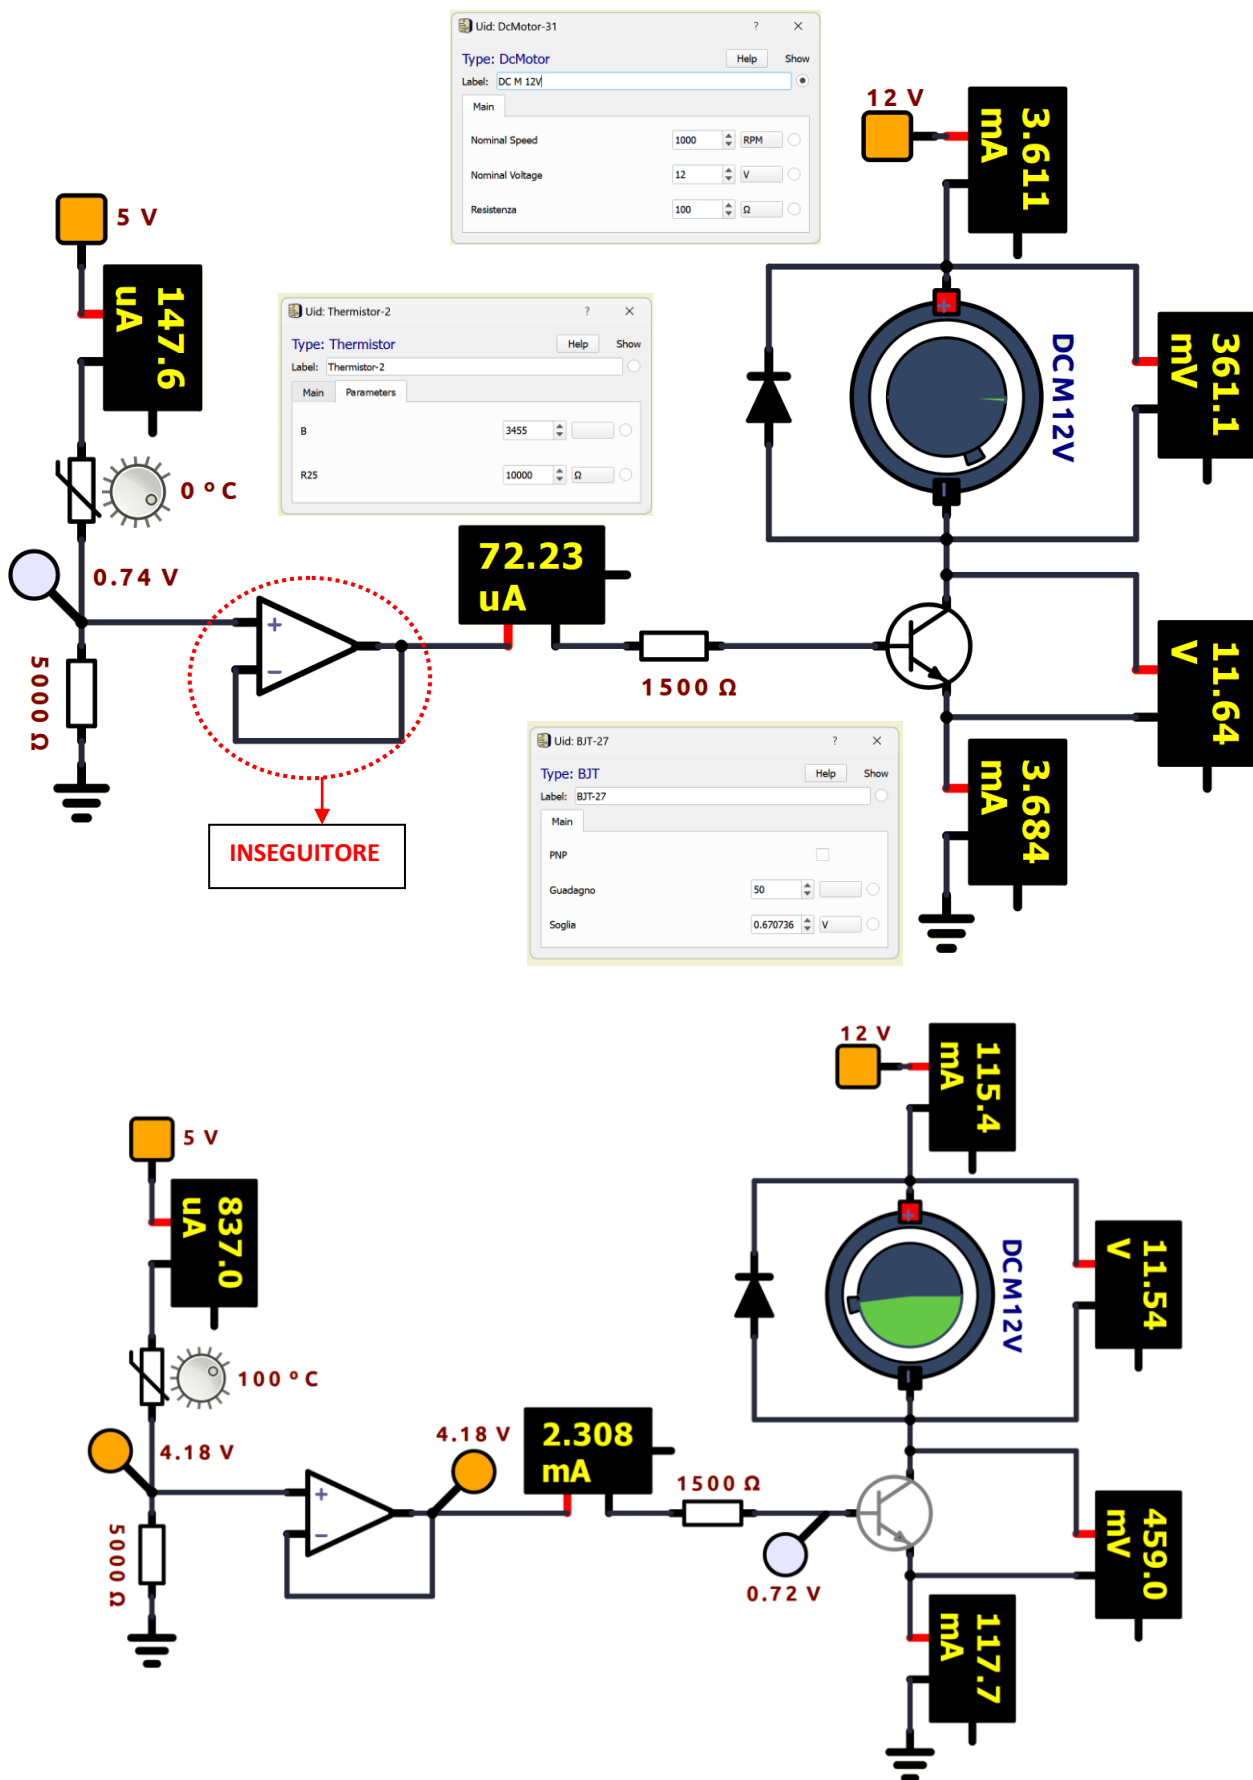 Uid: DcMotor-31
?
×
Type: DcMotor
Help
Show
Label:
DC M 12V
Main
Nominal Speed
1000
RPM
Nominal Voltage
12
V
Resistenza
100
Ω
12 V
3.611
mA
5 V
147.6
uA
Uid: Thermistor-2
?
×
Type: Thermistor
Help
Show
Label:
Thermistor-2
Main
Parameters
B
3455
R25
10000
Ω
+
DC M 12V
361.1
mV
0 º C
0.74 V
72.23
uA
+
−
5000 Ω
1500 Ω
11.64
V
INSEGUITORE
Uid: BJT-27
?
×
Type: BJT
Help
Show
Label:
BJT-27
Main
PNP
Guadagno
50
Soglia
0.670736
V
3.684
mA
12 V
115.4
mA
5 V
837.0
uA
+
DC M 12V
11.54
V
100 º C
4.18 V
4.18 V
2.308
mA
1500 Ω
+
−
5000 Ω
0.72 V
459.0
mV
117.7
mA